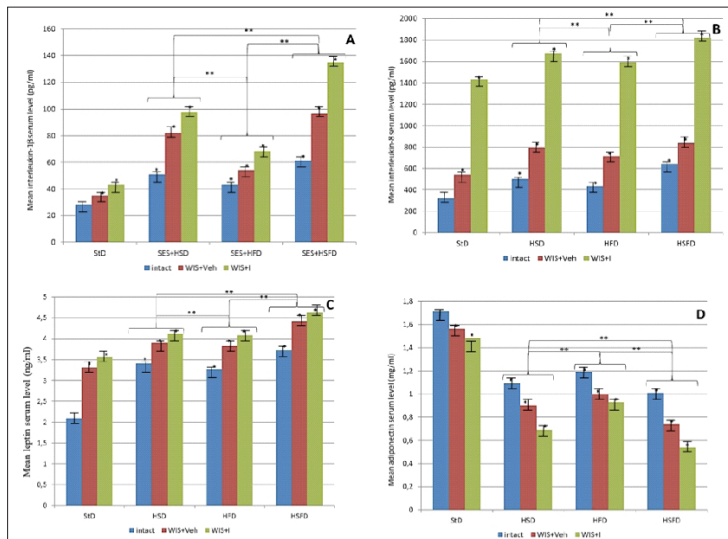 A
Mean interleukin-1β serum level (pg/ml)
160
140
120
100
80
60
40
20
0
**
**
**
StD
SES+HSD
SES+HFD
SES+HSFD
intact
WIS+Veh
WIS+I
B
Mean interleukin-8 serum level (pg/ml)
2000
1800
1600
1400
1200
1000
800
600
400
200
0
**
**
**
StD
HSD
HFD
HSFD
intact
WIS+Veh
WIS+I
C
Mean leptin serum level (ng/ml)
5
4,5
4
3,5
3
2,5
2
1,5
1
0,5
0
**
**
**
StD
HSD
HFD
HSFD
intact
WIS+Veh
WIS+I
D
Mean adiponectin serum level (mg/ml)
1,8
1,6
1,4
1,2
1
0,8
0,6
0,4
0,2
0
**
**
**
StD
HSD
HFD
HSFD
intact
WIS+Veh
WIS+I